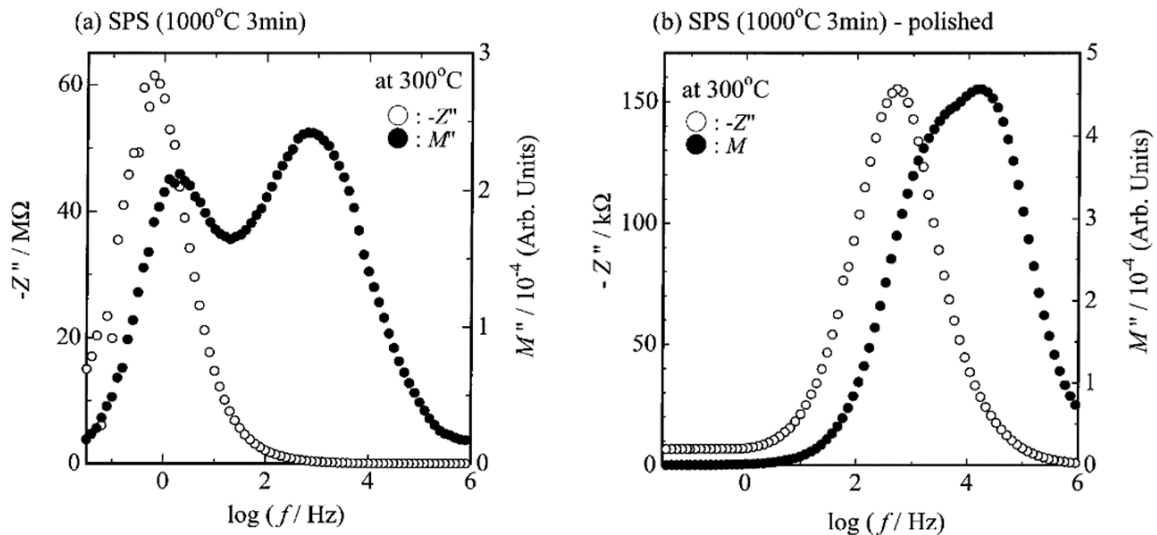 (a) SPS (1000°C 3min)
60
40
20
0
-Z" / MΩ
3
2
1
0
M" / 10⁻⁴ (Arb. Units)
at 300°C
○ : -Z"
● : M"
0 2 4 6
log (f / Hz)
(b) SPS (1000°C 3min) - polished
150
100
50
0
- Z" / kΩ
5
4
3
2
1
0
M" / 10⁻⁴ (Arb. Units)
at 300°C
○ : -Z"
● : M
0 2 4 6
log (f / Hz)